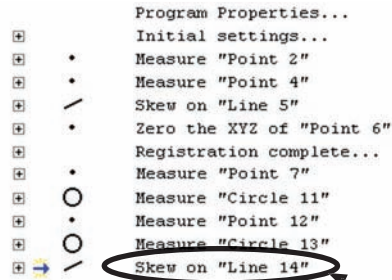 Program Properties...
Initial settings...
Measure "Point 2"
Measure "Point 4"
Skew on "Line 5"
Zero the XYZ of "Point 6"
Registration complete...
Measure "Point 7"
Measure "Circle 11"
Measure "Point 12"
Measure "Circle 13"
Skew on "Line 14"